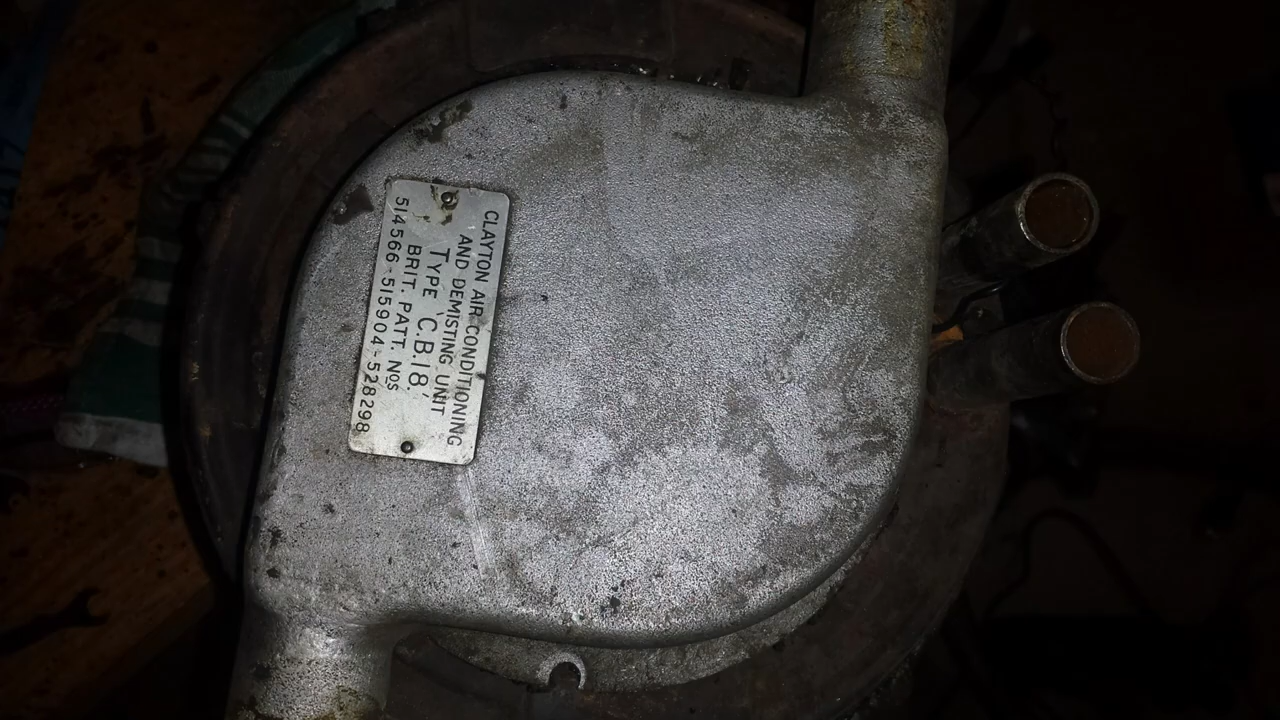 CLAYTON AIR CONDITIONING
AND DEMISTING UNIT
TYPE 'C.B.18'
BRIT. PATT. NOS
514566-515904-528298